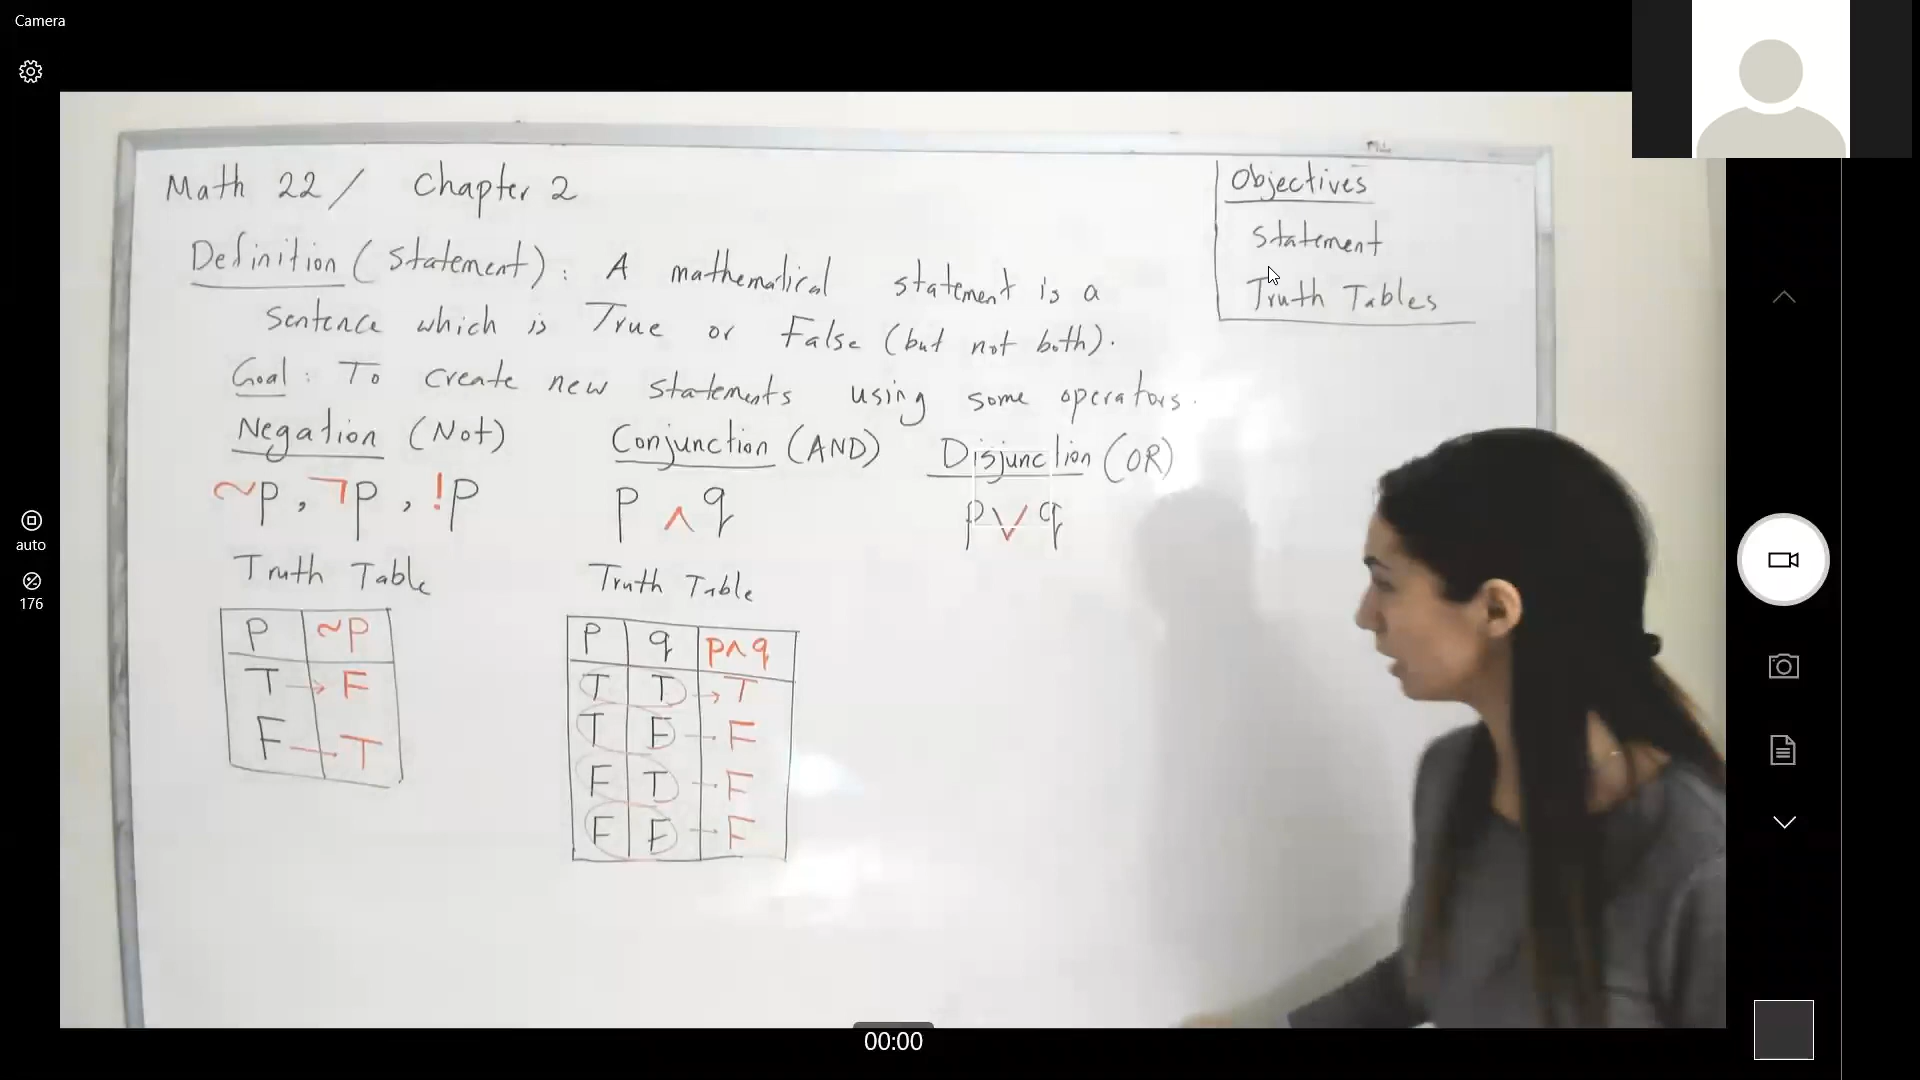 Camera
Math 22 / Chapter 2
Objectives
Statement
Truth Tables
Definition (Statement): A mathematical statement is a
sentence which is True or False (but not both).
Goal: To create new statements using some operators.
Negation (Not)
~p, ¬p, !p
Truth Table
p ~p
T → F
F → T
Conjunction (AND)
p ∧ q
Truth Table
p q p∧q
T T → T
T F → F
F T → F
F F → F
Disjunction (OR)
p ∨ q
auto
176
00:00